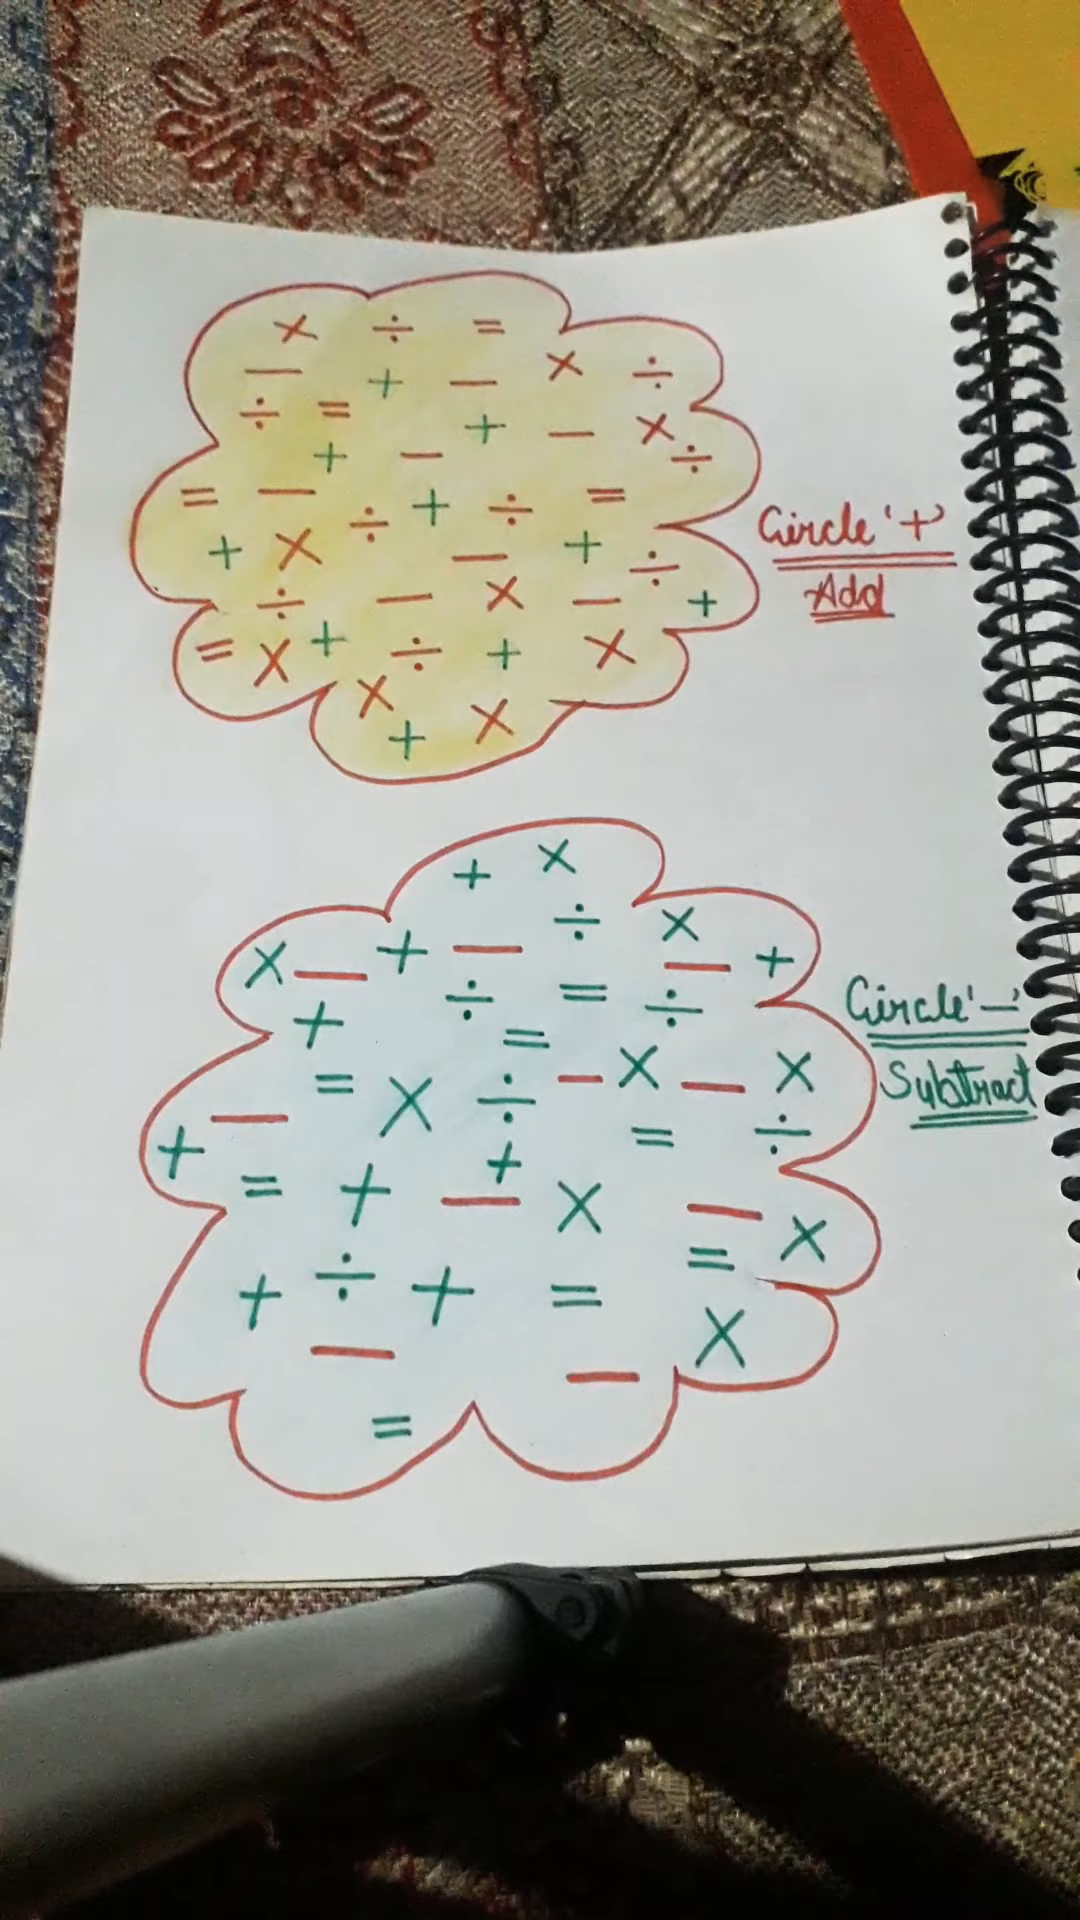 × ÷ =
— + — × ÷
÷ = + — ×
+ — ÷
= — ÷ + ÷ =
+ × — + ÷
÷ — × — +
= × + ÷ + ×
× + ×
Circle '+'
Add
+ ×
÷ ×
× — + — — +
+ ÷ = ÷
=
= × ÷ — × — ×
— = ÷
+ = + + — × — ×
=
+ ÷ + = ×
— —
=
Circle '—'
Subtract